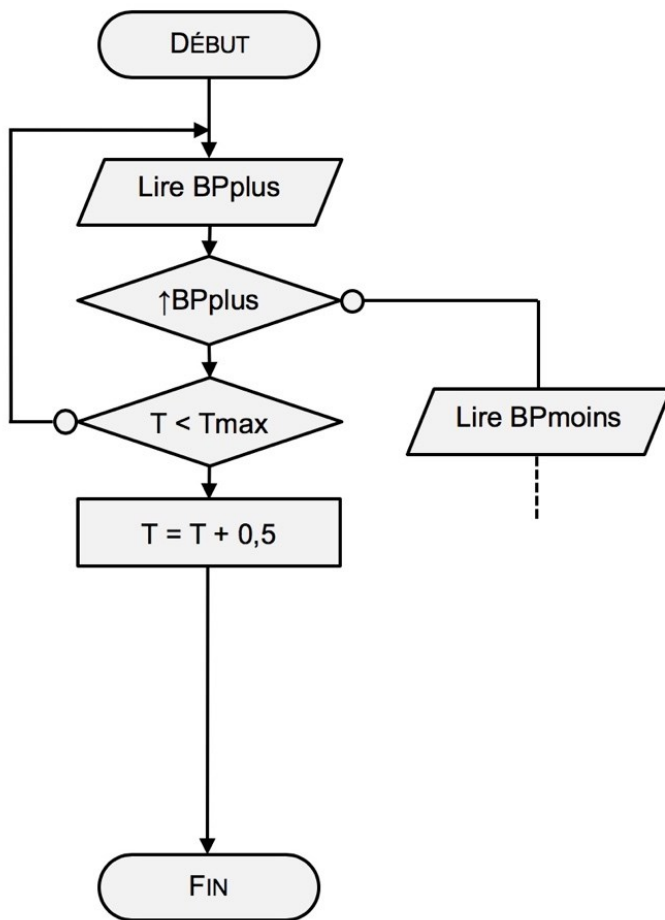 DÉBUT
Lire BPplus
↑BPplus
T < Tmax
Lire BPmoins
T = T + 0,5
FIN